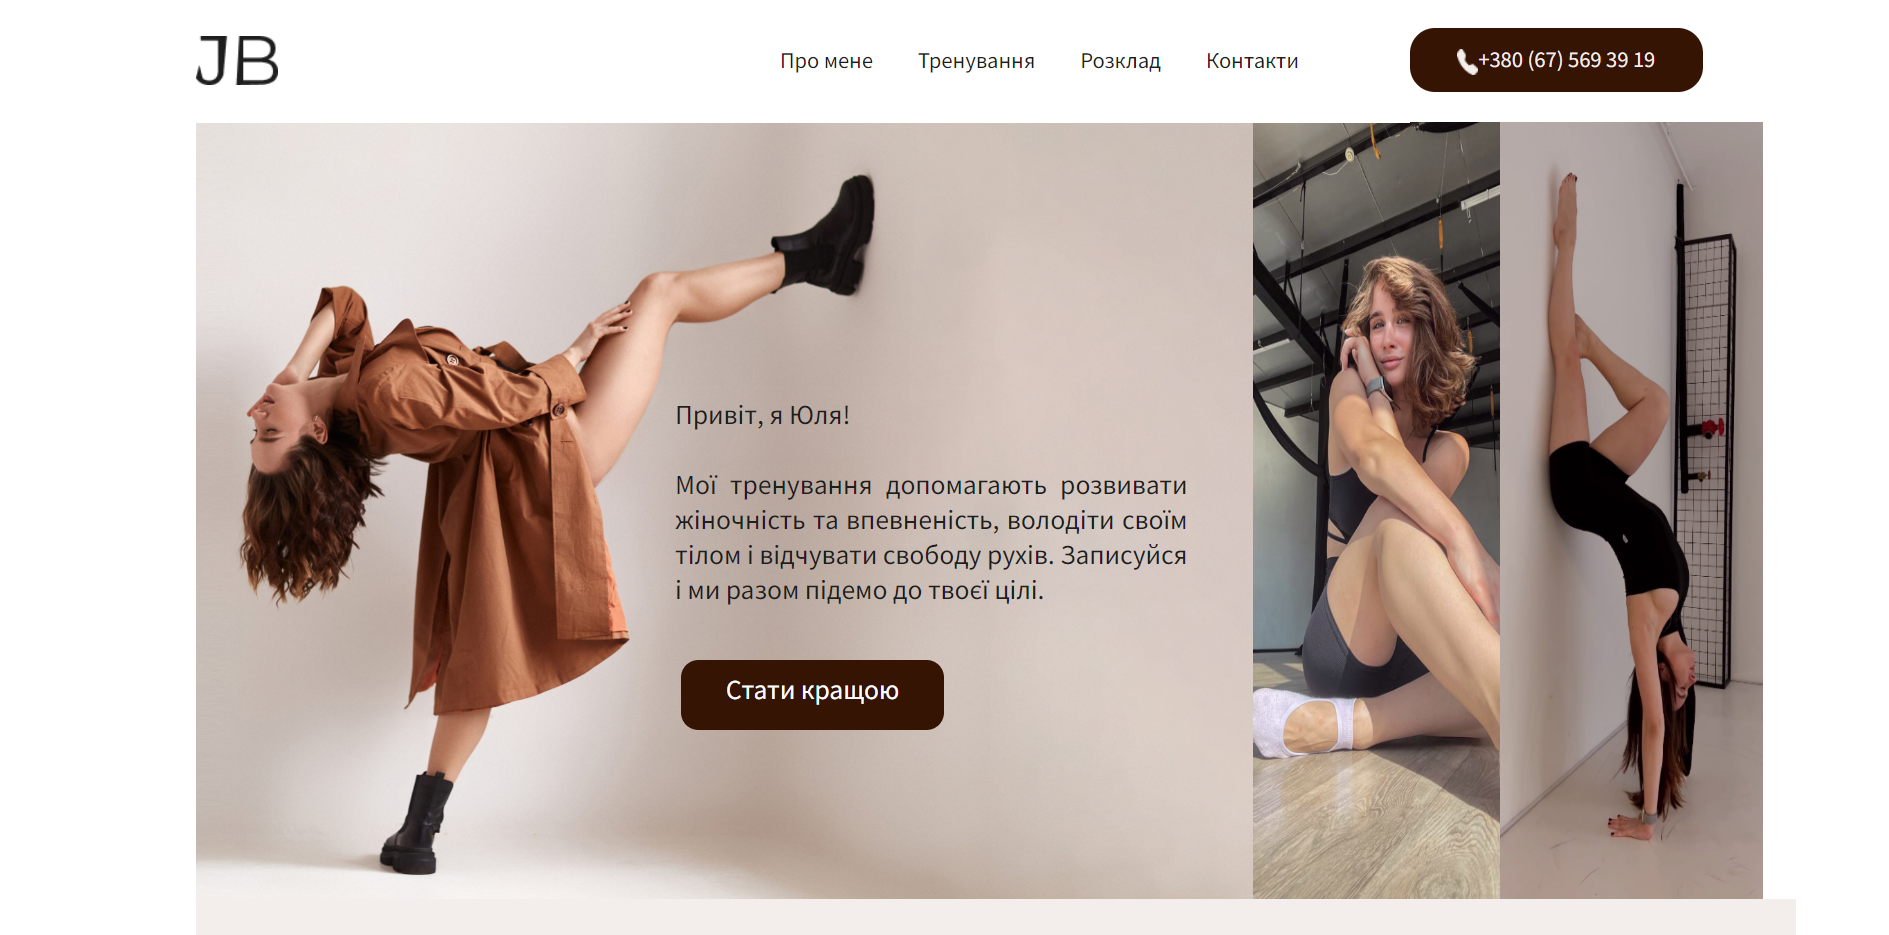 JB
Про мене Тренування Розклад Контакти
+380 (67) 569 39 19
Привіт, я Юля!
Мої тренування допомагають розвивати
жіночність та впевненість, володіти своїм
тілом і відчувати свободу рухів. Записуйся
і ми разом підемо до твоєї цілі.
Стати кращою